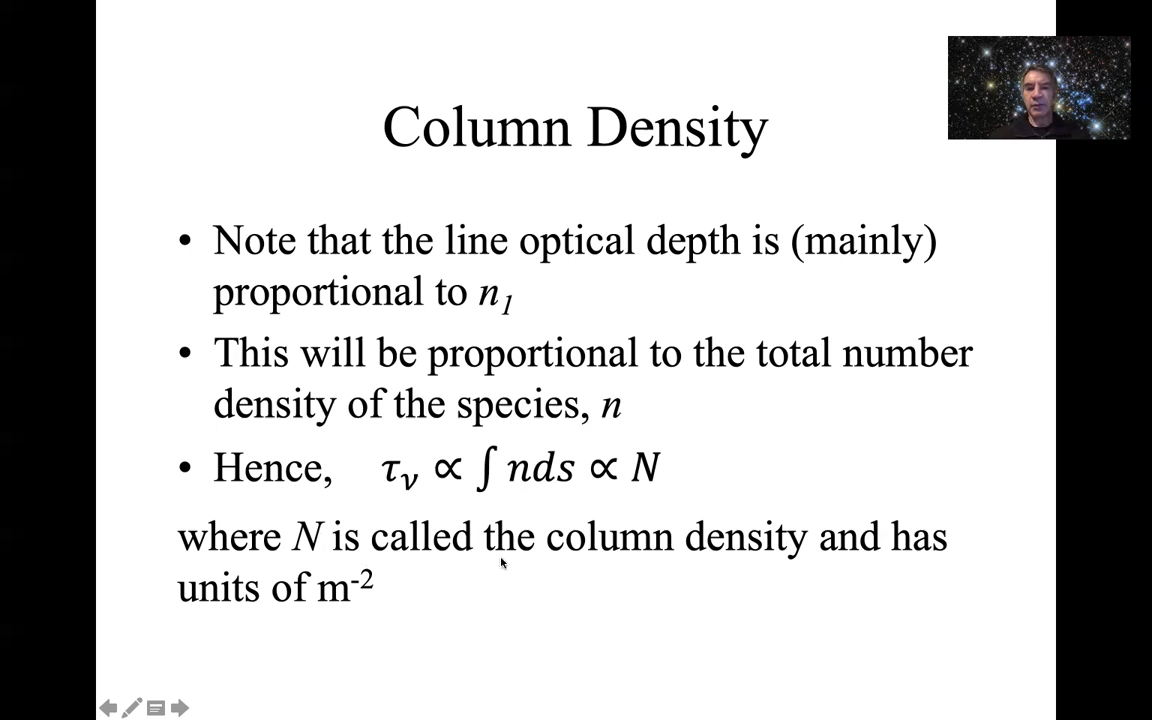 Column Density
• Note that the line optical depth is (mainly)
proportional to n₁
• This will be proportional to the total number
density of the species, n
• Hence, τᵥ ∝ ∫ nds ∝ N
where N is called the column density and has
units of m⁻²